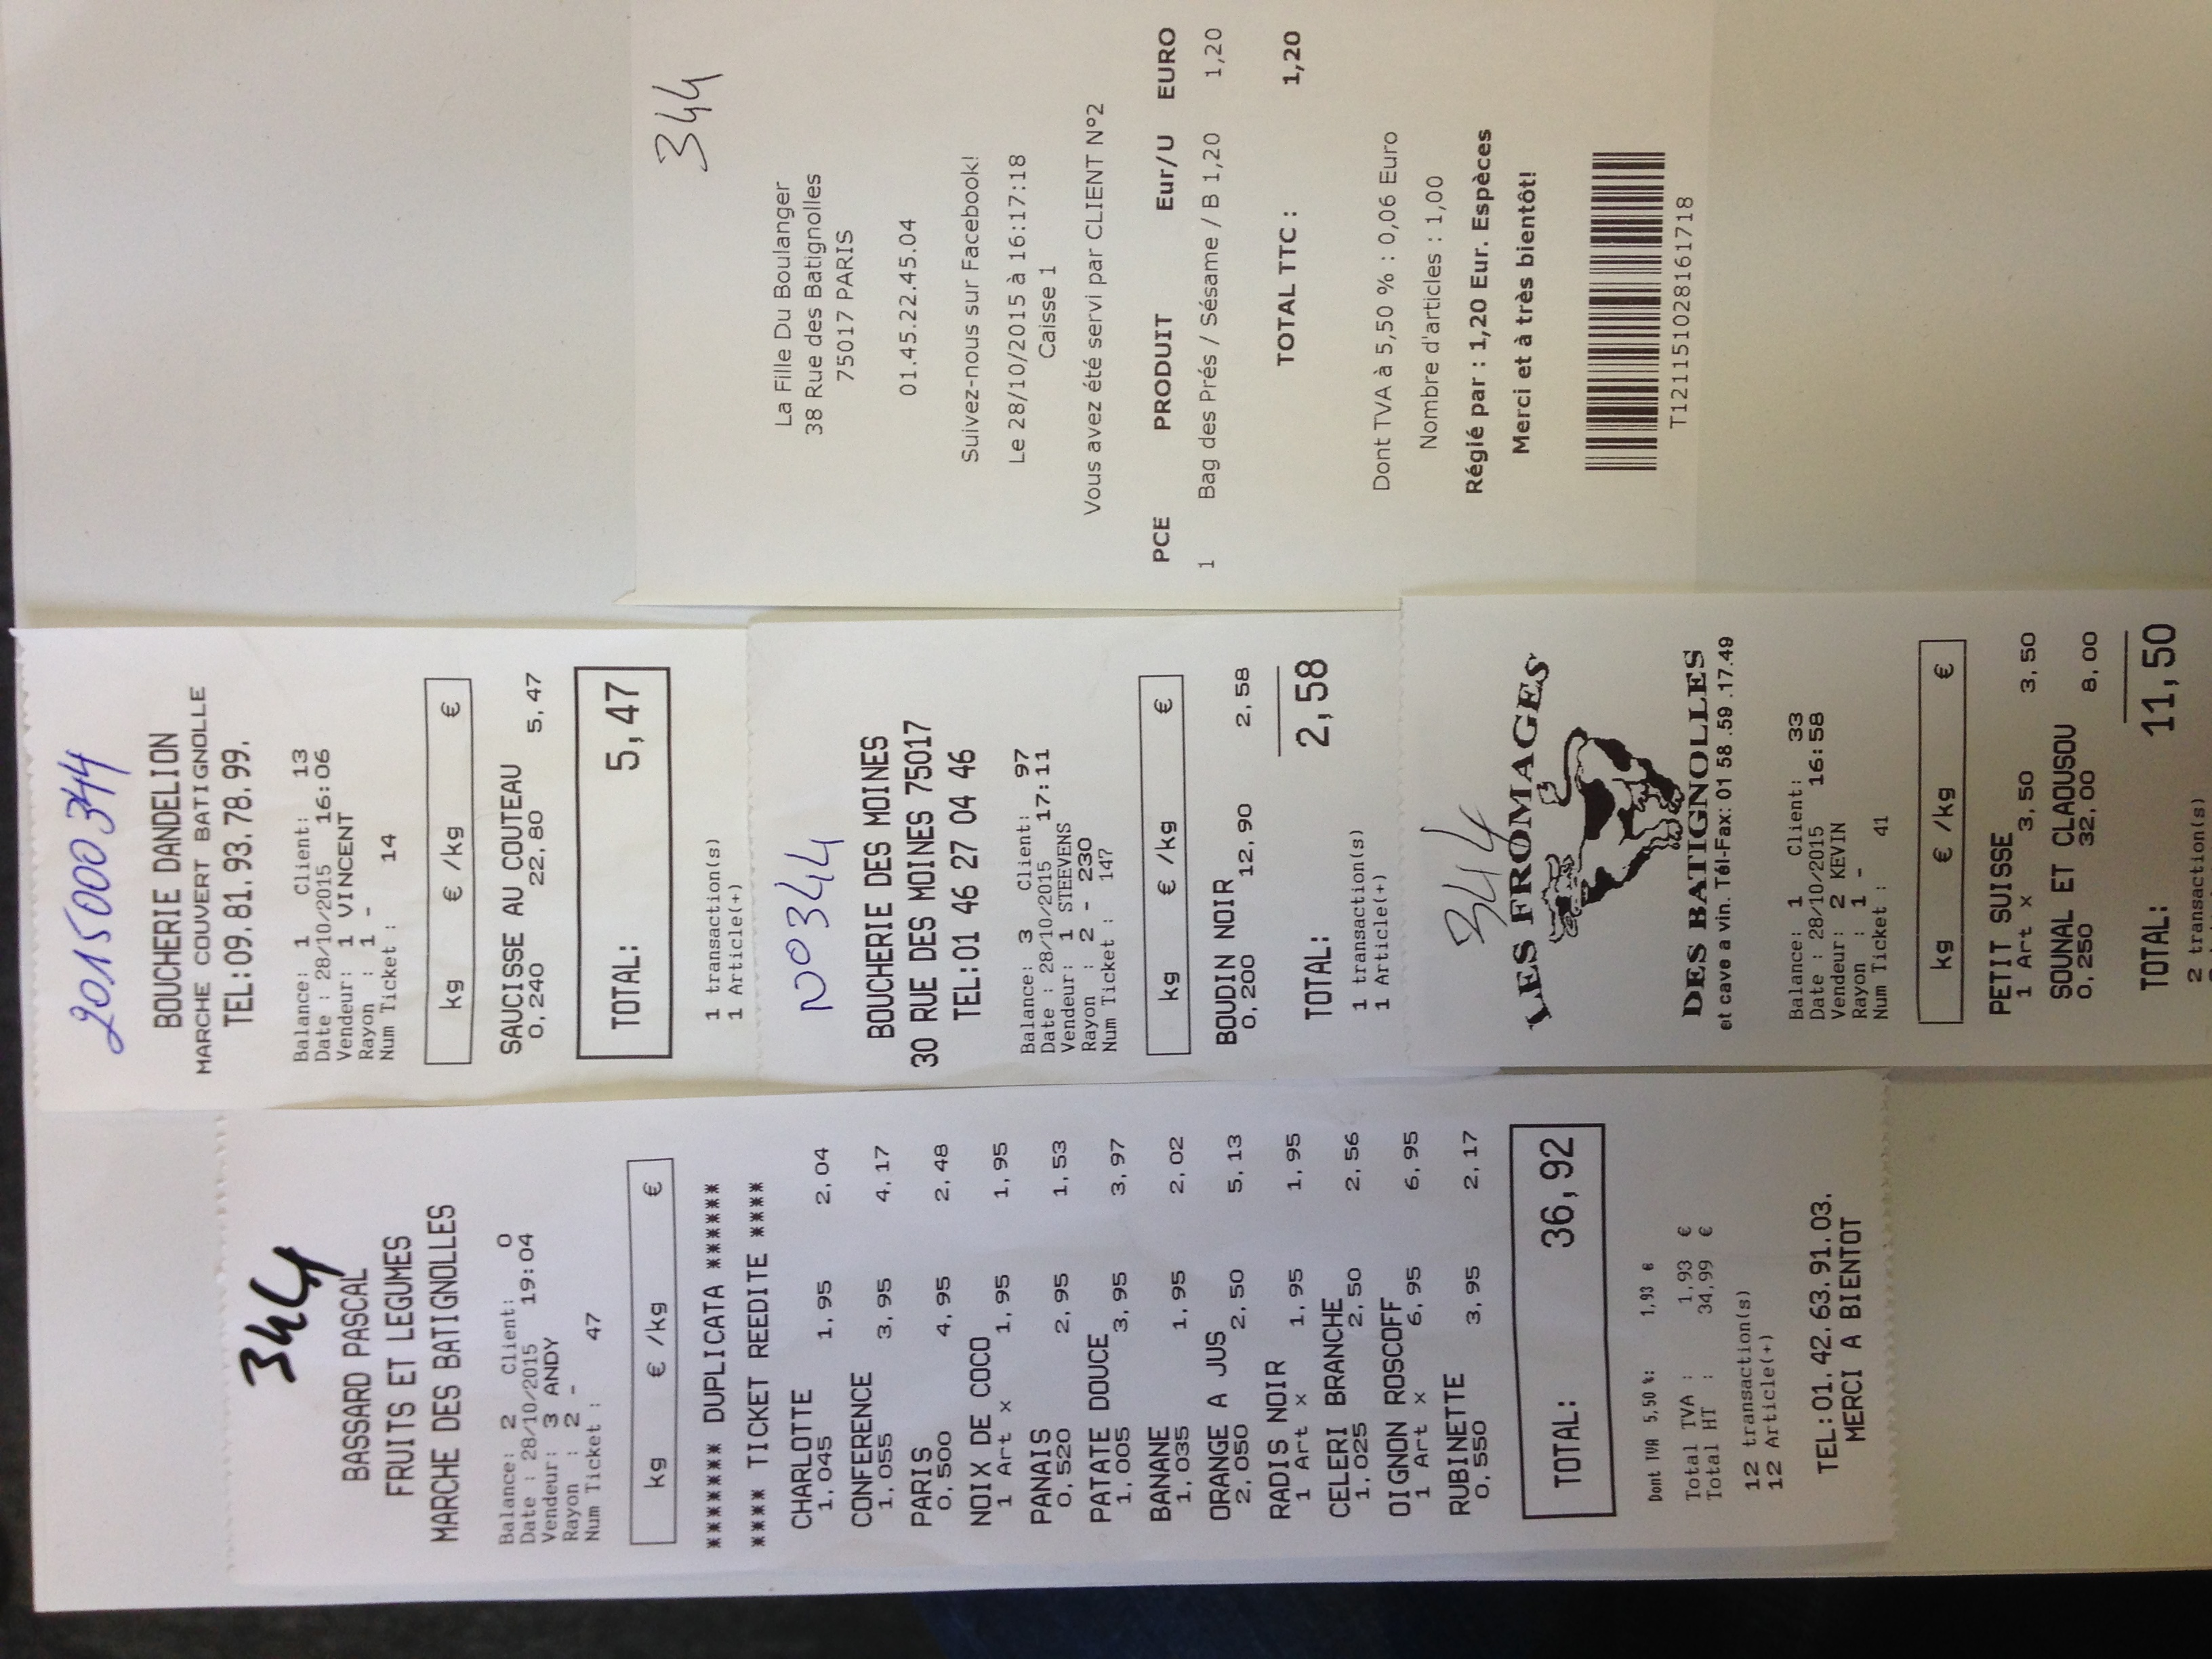 344
BASSARD PASCAL
FRUITS ET LEGUMES
MARCHE DES BATIGNOLLES
Balance: 2 Client: 0
Date : 28/10/2015 19:04
Vendeur: 3 ANDY
Rayon : 2 -
Num Ticket : 47
kg € /kg €
******* DUPLICATA ******
**** TICKET REEDITE ****
CHARLOTTE
1,045 1,95 2,04
CONFERENCE
1,055 3,95 4,17
PARIS
0,500 4,95 2,48
NOIX DE COCO
1 Art x 1,95 1,95
PANAIS
0,520 2,95 1,53
PATATE DOUCE
1,005 3,95 3,97
BANANE
1,035 1,95 2,02
ORANGE A JUS
2,050 2,50 5,13
RADIS NOIR
1 Art x 1,95 1,95
CELERI BRANCHE
1,025 2,50 2,56
OIGNON ROSCOFF
1 Art x 6,95 6,95
RUBINETTE
0,550 3,95 2,17
TOTAL: 36,92
Dont TVA 5,50 %: 1,93 €
Total TVA : 1,93 €
Total HT : 34,99 €
12 transaction(s)
12 Article(+)
TEL:01.42.63.91.03.
MERCI A BIENTOT
2015000344
BOUCHERIE DANDELION
MARCHE COUVERT BATIGNOLLE
TEL:09.81.93.78.99.
Balance: 1 Client: 13
Date : 28/10/2015 16:06
Vendeur: 1 VINCENT
Rayon : 1 -
Num Ticket : 14
kg € /kg €
SAUCISSE AU COUTEAU
0,240 22,80 5,47
TOTAL: 5,47
1 transaction(s)
1 Article(+)
N°344
BOUCHERIE DES MOINES
30 RUE DES MOINES 75017
TEL:01 46 27 04 46
Balance: 3 Client: 97
Date : 28/10/2015 17:11
Vendeur: 1 STEEVENS
Rayon : 2 - 230
Num Ticket : 147
kg € /kg €
BOUDIN NOIR
0,200 12,90 2,58
TOTAL: 2,58
1 transaction(s)
1 Article(+)
344
LES FROMAGES
DES BATIGNOLLES
et cave a vin. Tél-Fax: 01 58 .59 .17.49
Balance: 1 Client: 33
Date : 28/10/2015 16:58
Vendeur: 2 KEVIN
Rayon : 1 -
Num Ticket : 41
kg € /kg €
PETIT SUISSE
1 Art x 3,50 3,50
SOUNAL ET CLAOUSOU
0,250 32,00 8,00
TOTAL: 11,50
2 transaction(s)
344
La Fille Du Boulanger
38 Rue des Batignolles
75017 PARIS
01.45.22.45.04
Suivez-nous sur Facebook!
Le 28/10/2015 à 16:17:18
Caisse 1
Vous avez été servi par CLIENT N°2
PCE PRODUIT Eur/U EURO
1 Bag des Prés / Sésame / B 1,20 1,20
TOTAL TTC : 1,20
Dont TVA à 5,50 % : 0,06 Euro
Nombre d'articles : 1,00
Régié par : 1,20 Eur. Espèces
Merci et à très bientôt!
T121151028161718